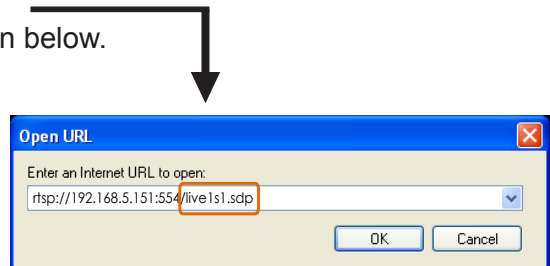 n below.
Open URL
Enter an Internet URL to open:
rtsp://192.168.5.151:554/live1s1.sdp
OK Cancel